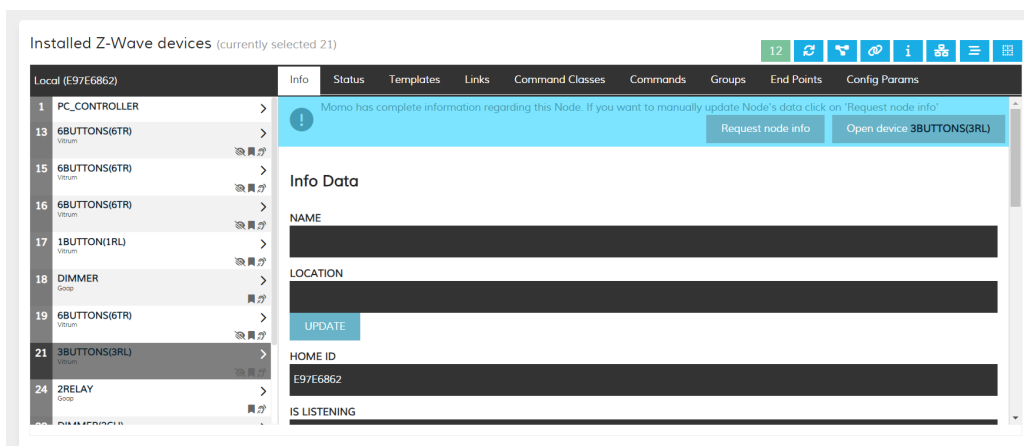 Installed Z-Wave devices (currently selected 21)
12
Local (E97E6862)
Info Status Templates Links Command Classes Commands Groups End Points Config Params
1 PC_CONTROLLER
13 6BUTTONS(6TR)
Vitrum
15 6BUTTONS(6TR)
Vitrum
16 6BUTTONS(6TR)
Vitrum
17 1BUTTON(1RL)
Vitrum
18 DIMMER
Goap
19 6BUTTONS(6TR)
Vitrum
21 3BUTTONS(3RL)
Vitrum
24 2RELAY
Goap
Momo has complete information regarding this Node. If you want to manually update Node's data click on 'Request node info'
Request node info
Open device 3BUTTONS(3RL)
Info Data
NAME
LOCATION
UPDATE
HOME ID
E97E6862
IS LISTENING